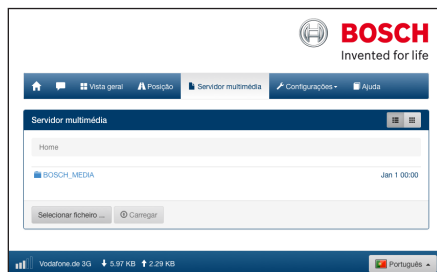 BOSCH
Invented for life
Vista geral Posição Servidor multimédia Configurações Ajuda
Servidor multimédia
Home
BOSCH_MEDIA Jan 1 00:00
Selecionar ficheiro ... Carregar
Vodafone.de 3G 5.97 KB 2.29 KB Português